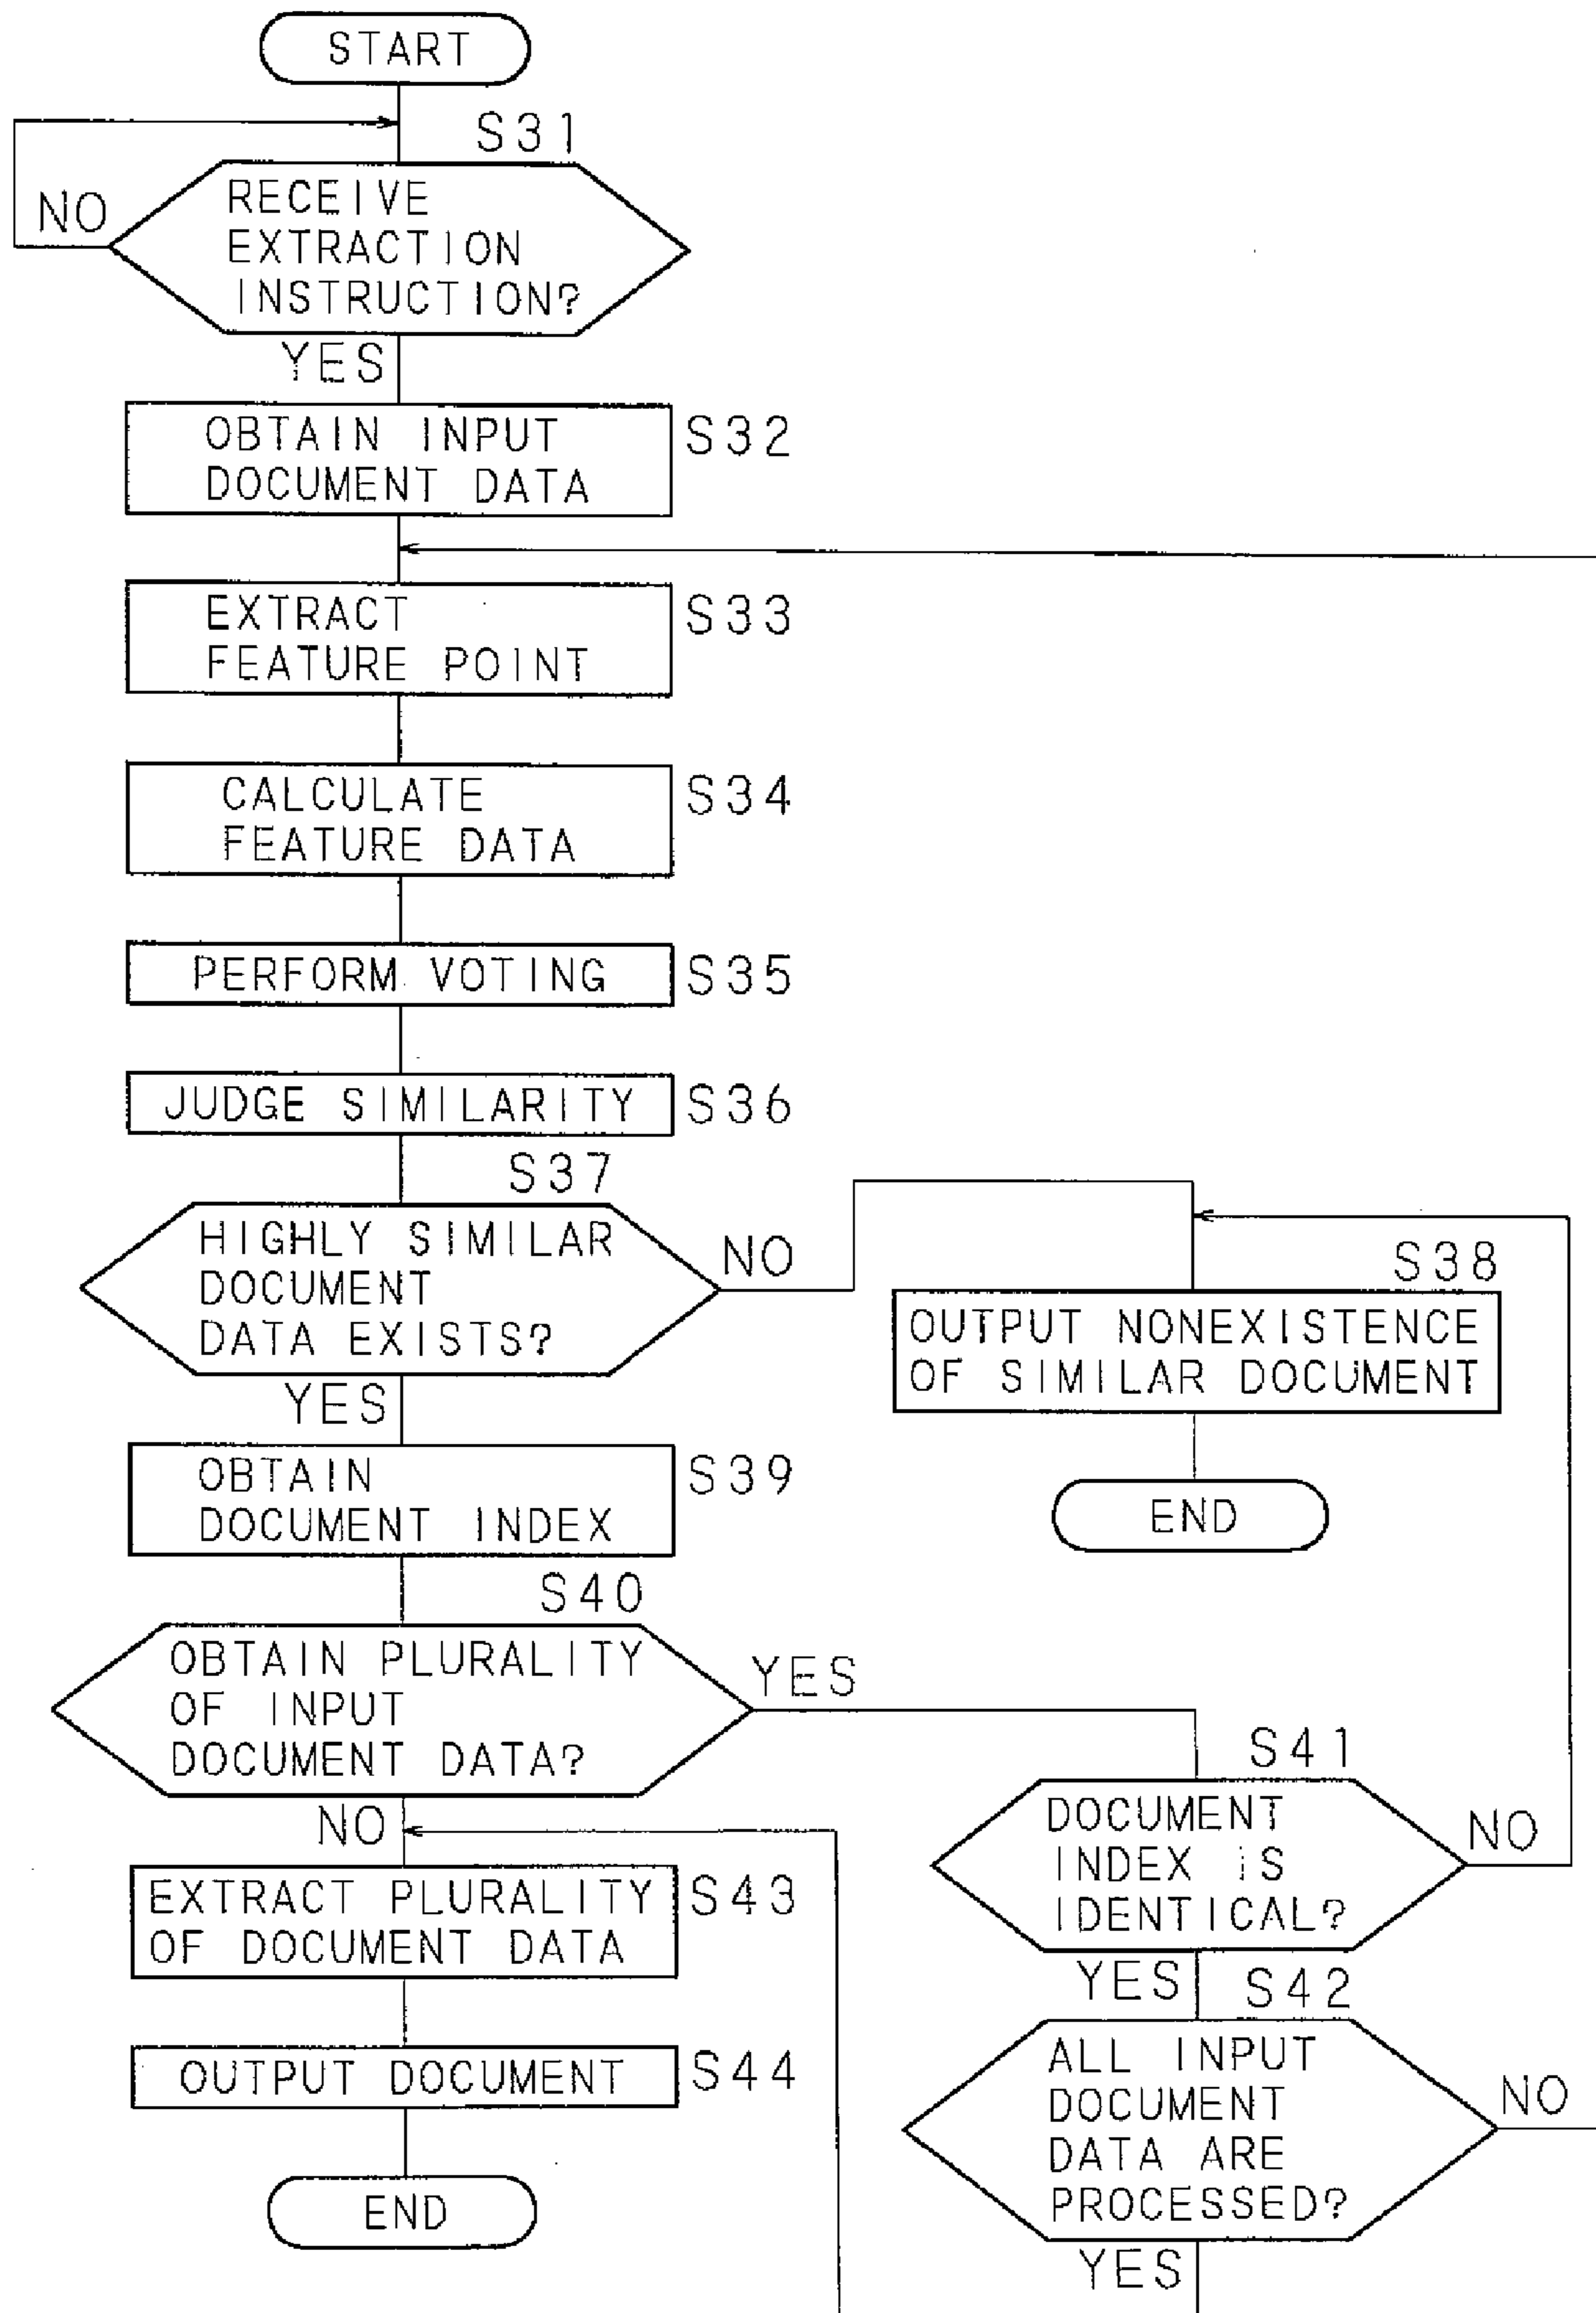 START
S31
NO
RECEIVE
EXTRACTION
INSTRUCTION?
YES
OBTAIN INPUT
DOCUMENT DATA
S32
EXTRACT
FEATURE POINT
S33
CALCULATE
FEATURE DATA
S34
PERFORM VOTING
S35
JUDGE SIMILARITY
S36
S37
HIGHLY SIMILAR
DOCUMENT
DATA EXISTS?
NO
S38
OUTPUT NONEXISTENCE
OF SIMILAR DOCUMENT
END
YES
OBTAIN
DOCUMENT INDEX
S39
S40
OBTAIN PLURALITY
OF INPUT
DOCUMENT DATA?
YES
S41
DOCUMENT
INDEX IS
IDENTICAL?
NO
YES
S42
ALL INPUT
DOCUMENT
DATA ARE
PROCESSED?
NO
YES
NO
EXTRACT PLURALITY
OF DOCUMENT DATA
S43
OUTPUT DOCUMENT
S44
END